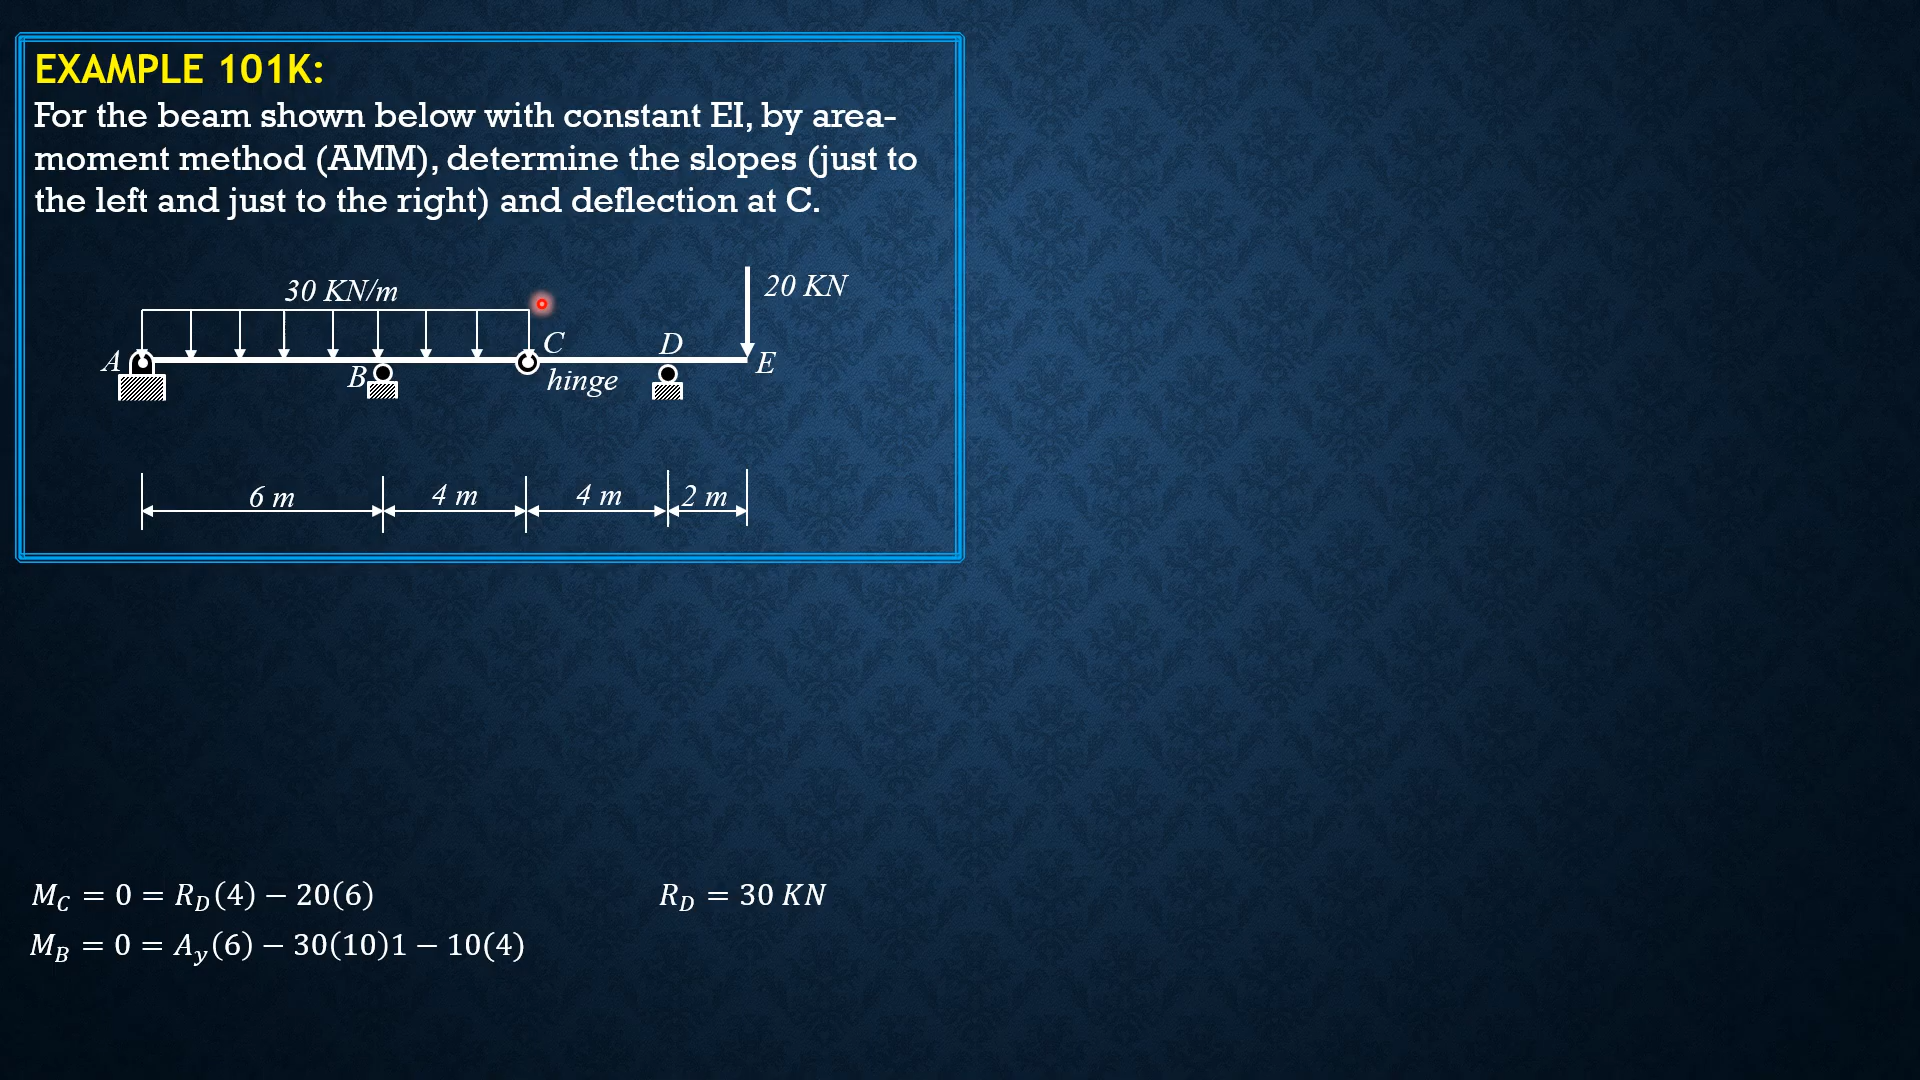 EXAMPLE 101K:
For the beam shown below with constant EI, by area-
moment method (AMM), determine the slopes (just to
the left and just to the right) and deflection at C.
30 KN/m
20 KN
A
B
C
hinge
D
E
6 m
4 m
4 m
2 m
M_C = 0 = R_D(4) − 20(6)
R_D = 30 KN
M_B = 0 = A_y(6) − 30(10)1 − 10(4)